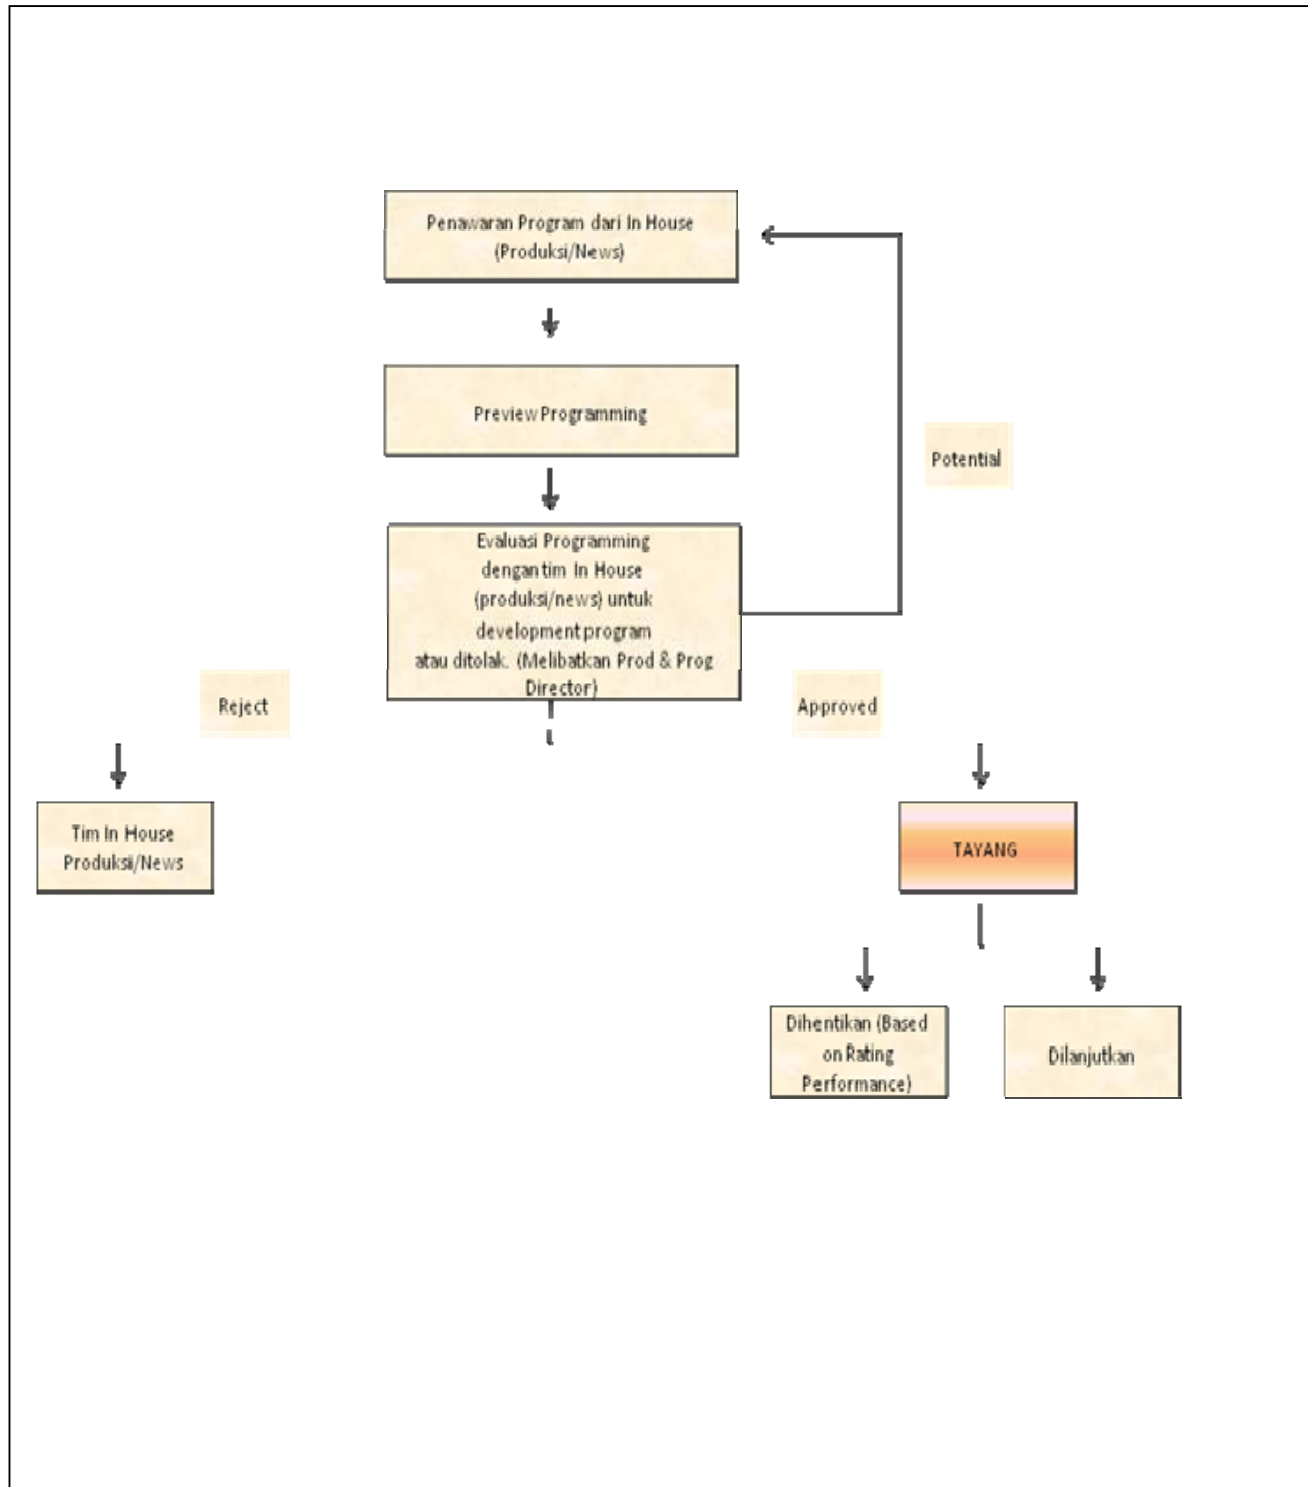 Penawaran Program dari In House
(Produksi/News)
Preview Programming
Potential
Evaluasi Programming
dengan tim In House
(produksi/news) untuk
development program
atau ditolak. (Melibatkan Prod & Prog
Director)
Reject
Approved
Tim In House
Produksi/News
TAYANG
Dihentikan (Based
on Rating
Performance)
Dilanjutkan